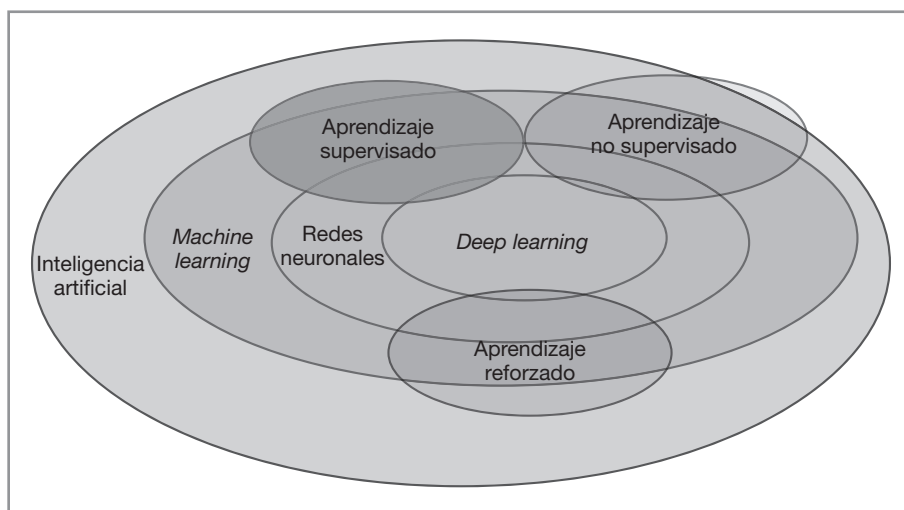 Aprendizaje
supervisado
Aprendizaje
no supervisado
Machine
learning
Redes
neuronales
Deep learning
Inteligencia
artificial
Aprendizaje
reforzado